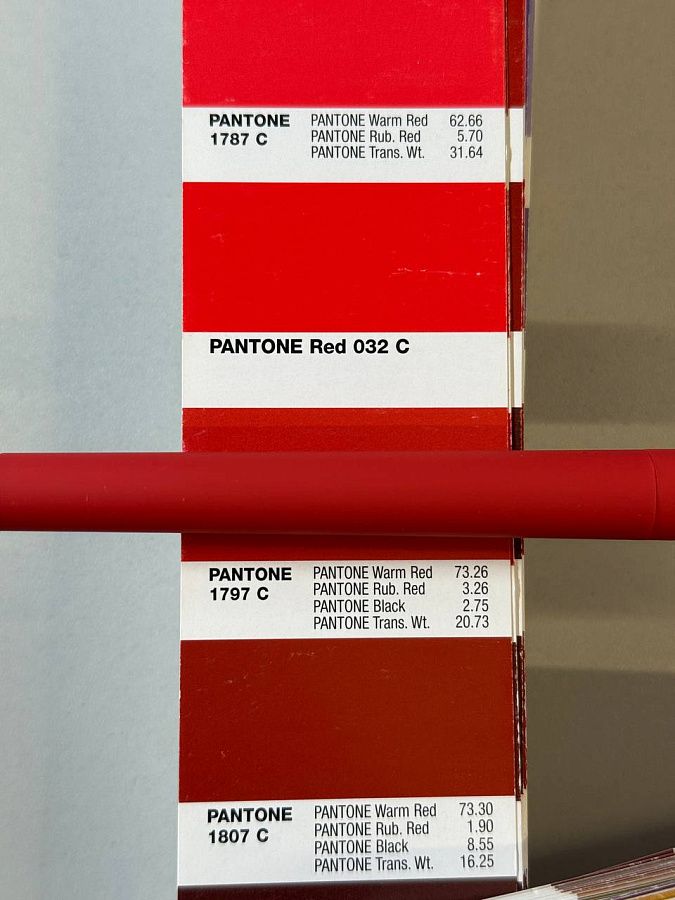 PANTONE
1787 C
PANTONE Warm Red 62.66
PANTONE Rub. Red 5.70
PANTONE Trans. Wt. 31.64
PANTONE Red 032 C
PANTONE
1797 C
PANTONE Warm Red 73.26
PANTONE Rub. Red 3.26
PANTONE Black 2.75
PANTONE Trans. Wt. 20.73
PANTONE
1807 C
PANTONE Warm Red 73.30
PANTONE Rub. Red 1.90
PANTONE Black 8.55
PANTONE Trans. Wt. 16.25